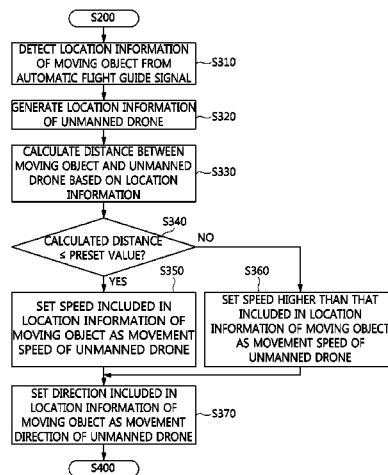 S200
DETECT LOCATION INFORMATION
OF MOVING OBJECT FROM
AUTOMATIC FLIGHT GUIDE SIGNAL
S310
GENERATE LOCATION INFORMATION
OF UNMANNED DRONE
S320
CALCULATE DISTANCE BETWEEN
MOVING OBJECT AND UNMANNED
DRONE BASED ON LOCATION
INFORMATION
S330
S340
CALCULATED DISTANCE
≤ PRESET VALUE?
NO
YES
S350
SET SPEED INCLUDED IN
LOCATION INFORMATION OF
MOVING OBJECT AS MOVEMENT
SPEED OF UNMANNED DRONE
S360
SET SPEED HIGHER THAN THAT
INCLUDED IN LOCATION
INFORMATION OF MOVING OBJECT
AS MOVEMENT SPEED OF
UNMANNED DRONE
SET DIRECTION INCLUDED IN
LOCATION INFORMATION OF
MOVING OBJECT AS MOVEMENT
DIRECTION OF UNMANNED DRONE
S370
S400